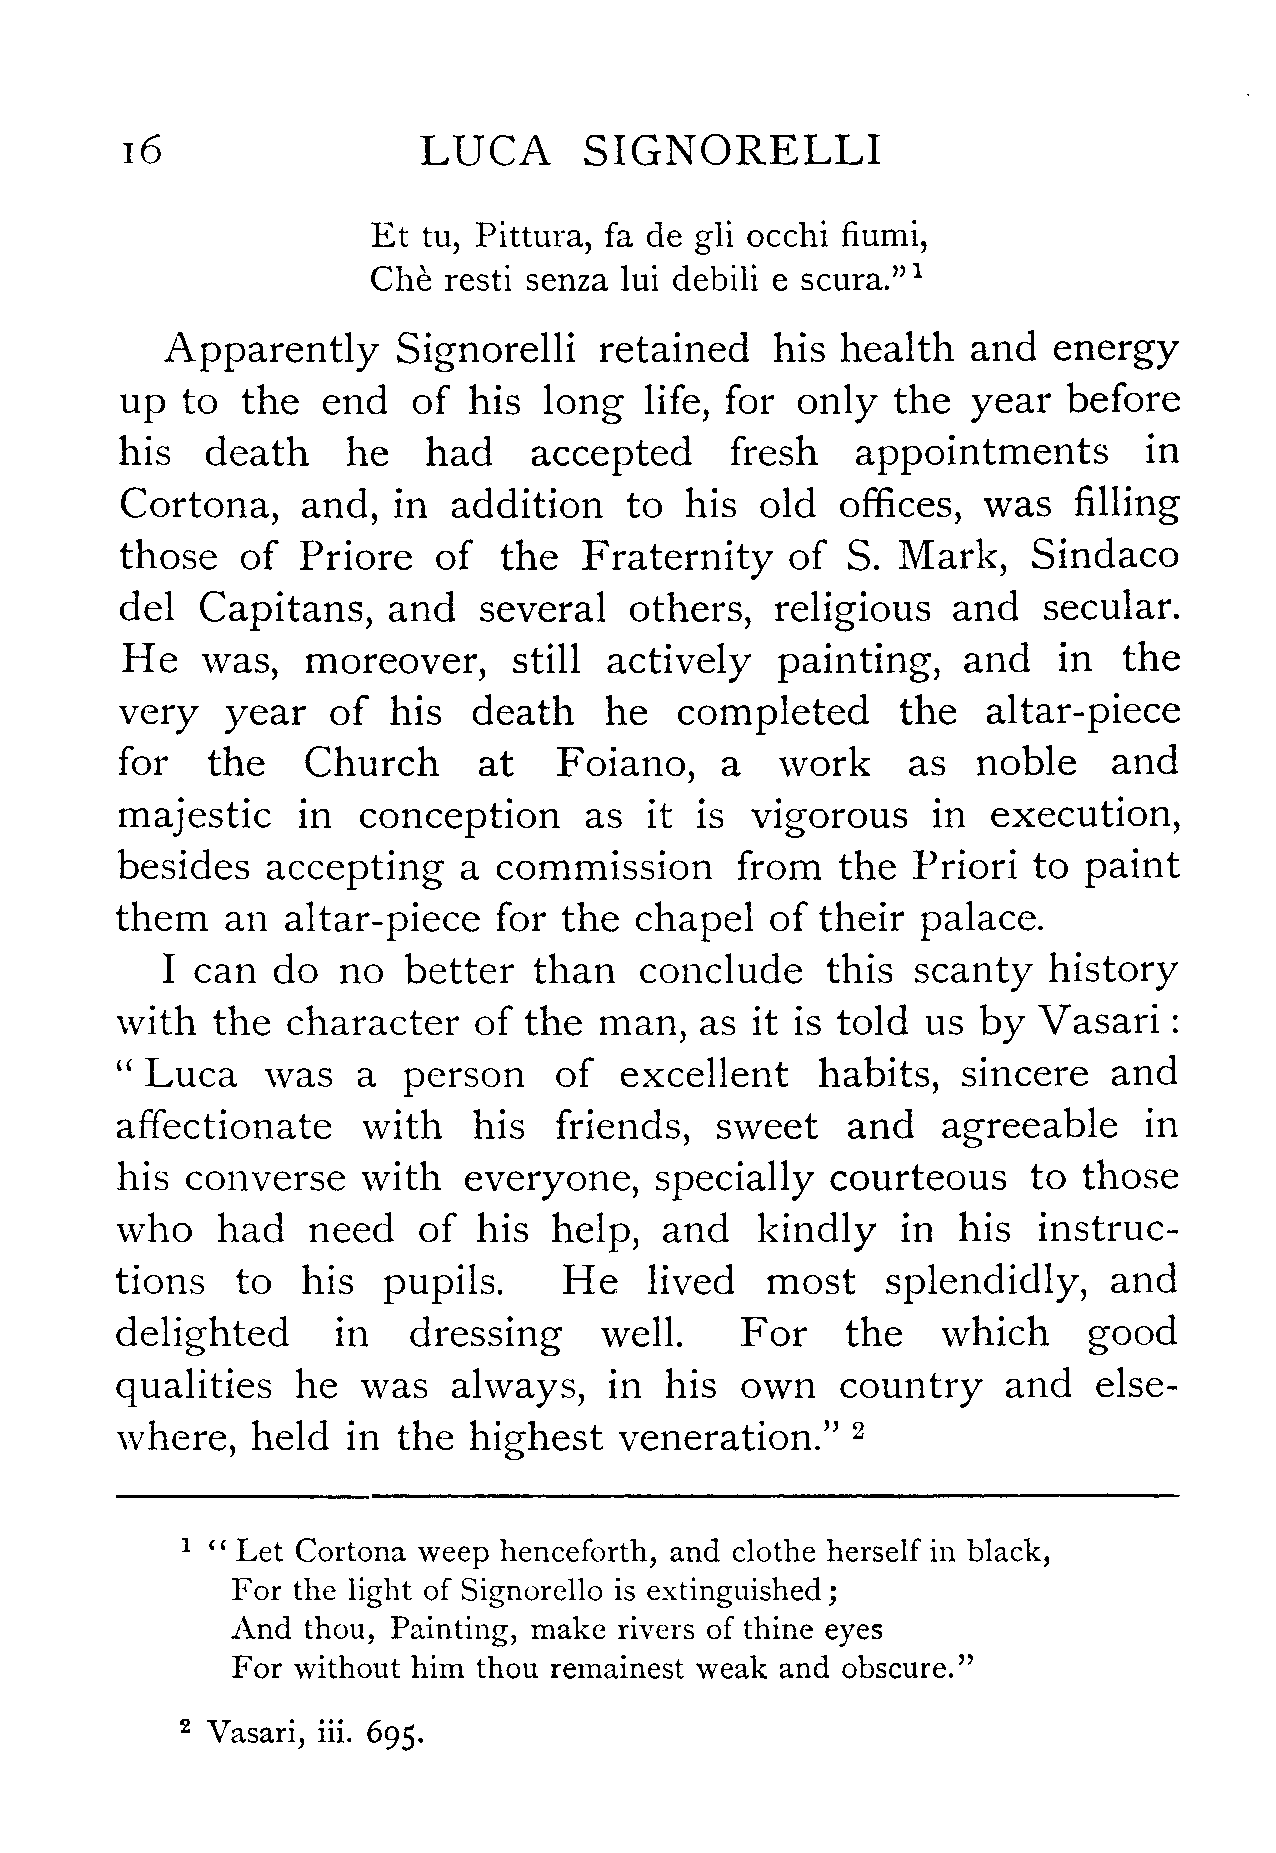 16 LUCA SIGNORELLI
Et tu, Pittura, fa de gli occhi fiumi,
Chè resti senza lui debili e scura.” 1
Apparently Signorelli retained his health and energy
up to the end of his long life, for only the year before
his death he had accepted fresh appointments in
Cortona, and, in addition to his old offices, was filling
those of Priore of the Fraternity of S. Mark, Sindaco
del Capitans, and several others, religious and secular.
He was, moreover, still actively painting, and in the
very year of his death he completed the altar-piece
for the Church at Foiano, a work as noble and
majestic in conception as it is vigorous in execution,
besides accepting a commission from the Priori to paint
them an altar-piece for the chapel of their palace.
I can do no better than conclude this scanty history
with the character of the man, as it is told us by Vasari :
“ Luca was a person of excellent habits, sincere and
affectionate with his friends, sweet and agreeable in
his converse with everyone, specially courteous to those
who had need of his help, and kindly in his instruc-
tions to his pupils. He lived most splendidly, and
delighted in dressing well. For the which good
qualities he was always, in his own country and else-
where, held in the highest veneration.” 2
1 “ Let Cortona weep henceforth, and clothe herself in black,
For the light of Signorello is extinguished ;
And thou, Painting, make rivers of thine eyes
For without him thou remainest weak and obscure.”
2 Vasari, iii. 695.